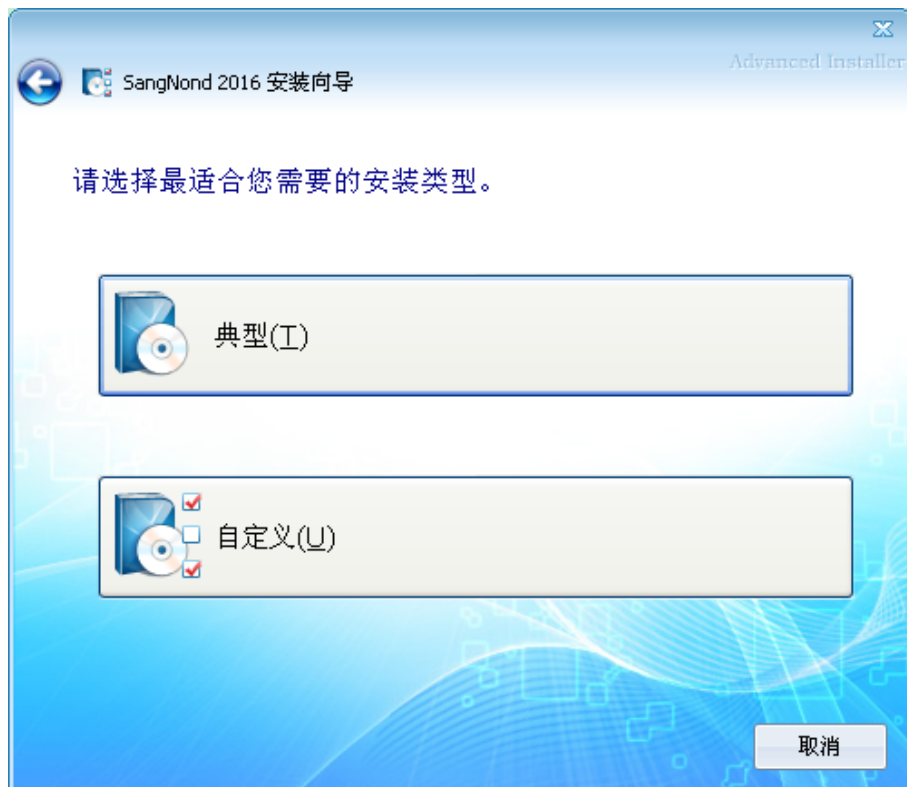 Advanced Installer
SangNond 2016 安装向导
请选择最适合您需要的安装类型。
典型(T)
自定义(U)
取消